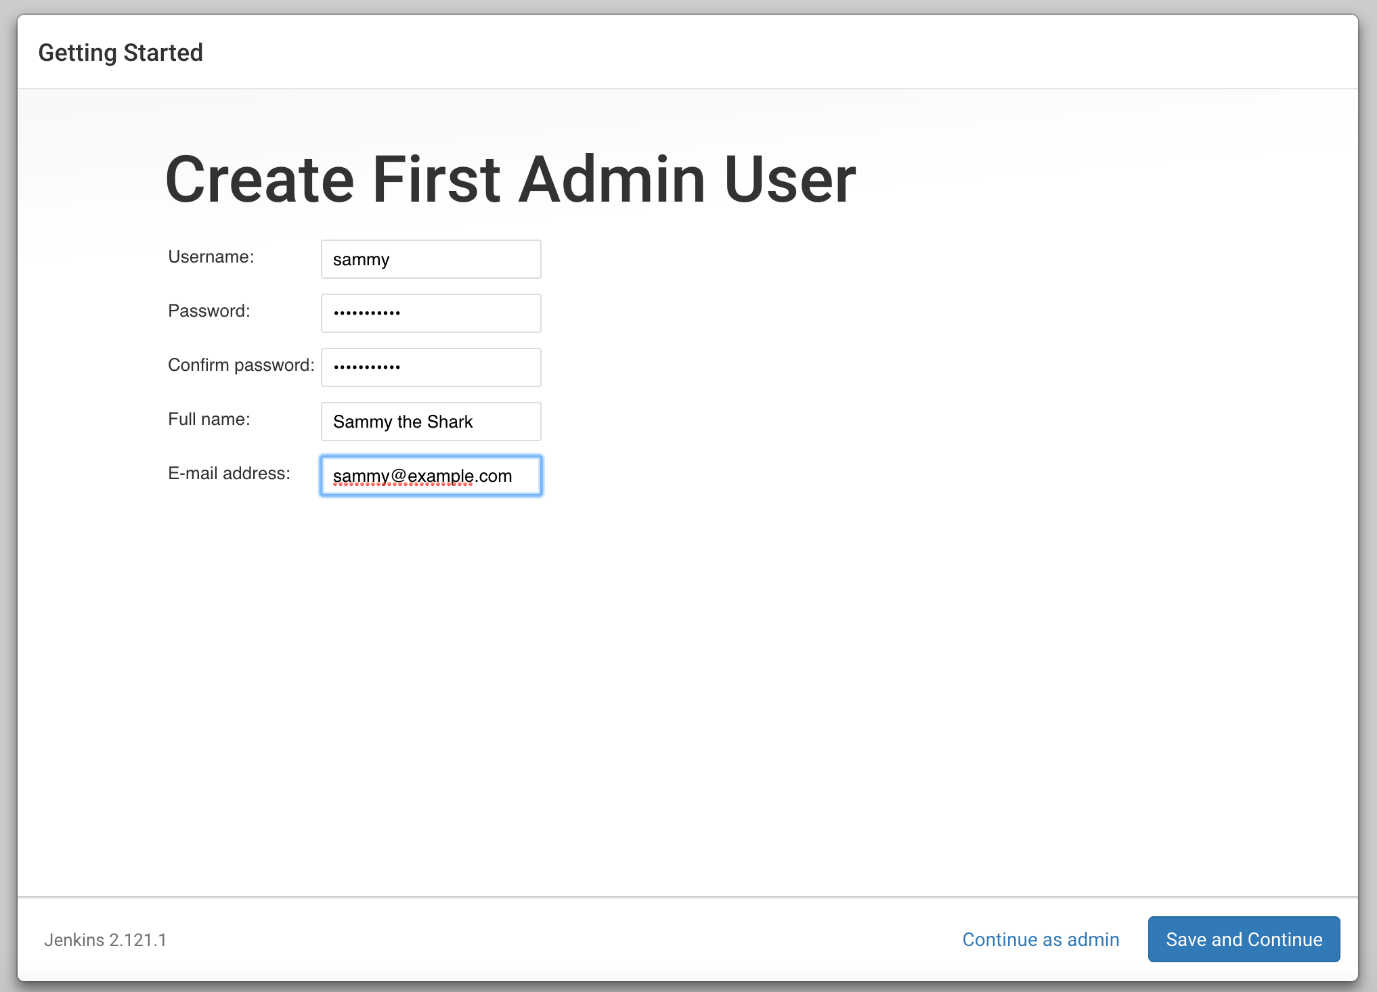 Getting Started
Create First Admin User
Username: sammy
Password: •••••••••••
Confirm password: •••••••••••
Full name: Sammy the Shark
E-mail address: sammy@example.com
Jenkins 2.121.1 Continue as admin Save and Continue